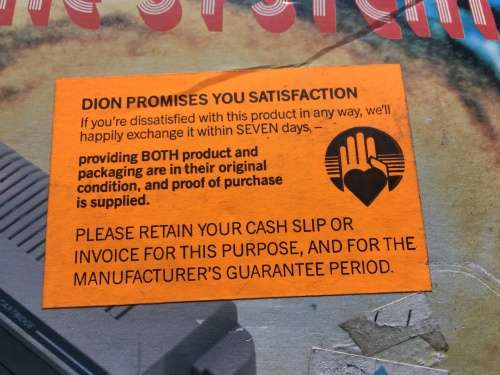 DION PROMISES YOU SATISFACTION
If you're dissatisfied with this product in any way, we'll
happily exchange it within SEVEN days, –
providing BOTH product and
packaging are in their original
condition, and proof of purchase
is supplied.
PLEASE RETAIN YOUR CASH SLIP OR
INVOICE FOR THIS PURPOSE, AND FOR THE
MANUFACTURER'S GUARANTEE PERIOD.
CARTRIDGE